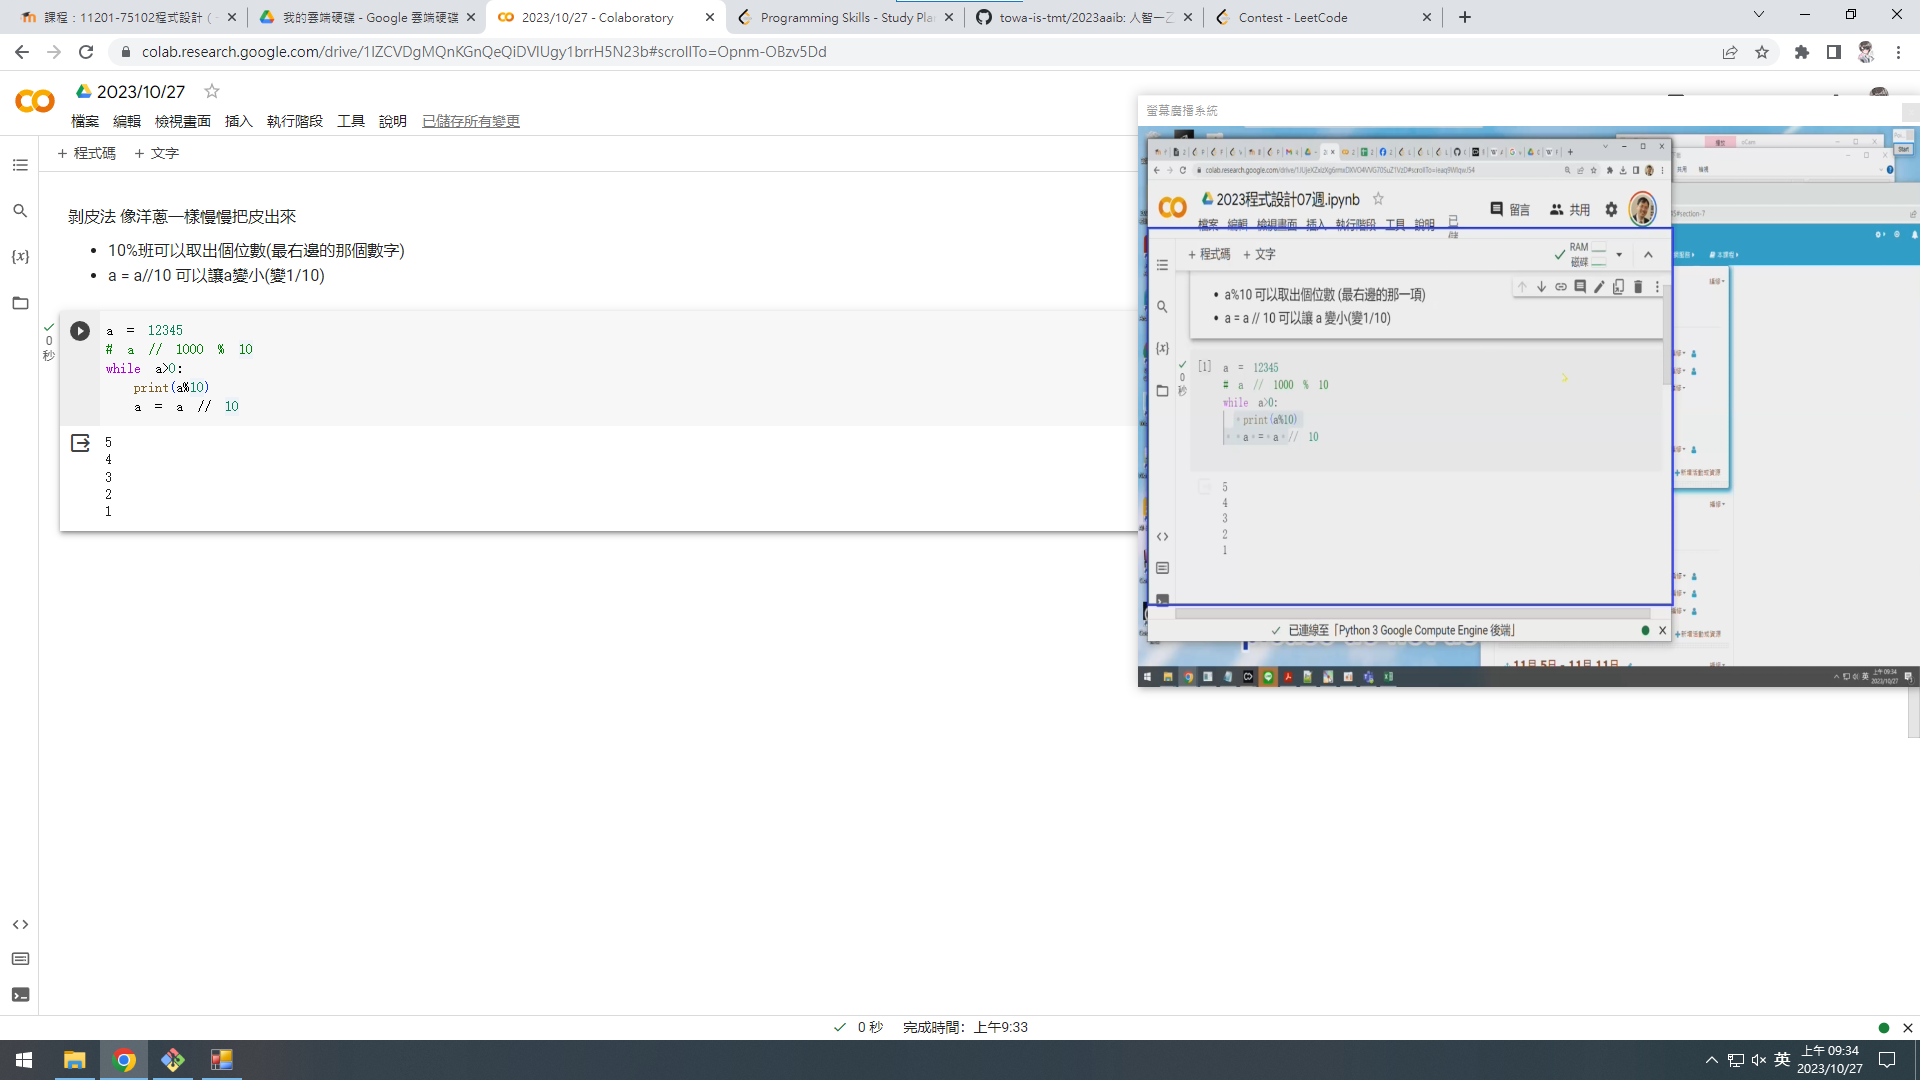 課程：11201-75102程式設計 (
我的雲端硬碟 - Google 雲端硬碟
2023/10/27 - Colaboratory
Programming Skills - Study Pla
towa-is-tmt/2023aaib: 人智一乙
Contest - LeetCode
colab.research.google.com/drive/1IZCVDgMQnKGnQeQiDVlUgy1brrH5N23b#scrollTo=Opnm-OBzv5Dd
2023/10/27
檔案 編輯 檢視畫面 插入 執行階段 工具 說明 已儲存所有變更
+ 程式碼 + 文字
剝皮法 像洋蔥一樣慢慢把皮出來
• 10%班可以取出個位數(最右邊的那個數字)
• a = a//10 可以讓a變小(變1/10)
0
秒
a = 12345
# a // 1000 % 10
while a>0:
print(a%10)
a = a // 10
5
4
3
2
1
螢幕廣播系統
2023程式設計07週.ipynb
留言 共用
檔案 編輯 檢視畫面 插入 執行階段 工具 說明
+ 程式碼 + 文字
RAM
磁碟
• a%10 可以取出個位數 (最右邊的那一項)
• a = a // 10 可以讓 a 變小(變1/10)
[1]
0
秒
a = 12345
# a // 1000 % 10
while a>0:
print(a%10)
a = a // 10
5
4
3
2
1
已連線至「Python 3 Google Compute Engine 後端」
11月 5日 - 11月 11日
上午 09:34
2023/10/27
0 秒 完成時間：上午9:33
英
上午 09:34
2023/10/27